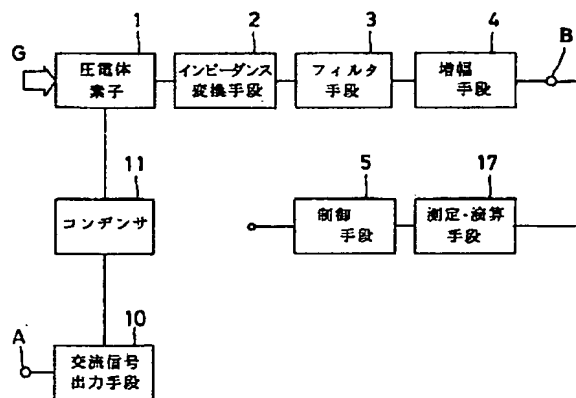 1
2
3
4
B
G
圧電体
素子
インピーダンス
変換手段
フィルタ
手段
増幅
手段
11
5
17
コンデンサ
制御
手段
測定・演算
手段
10
A
交流信号
出力手段